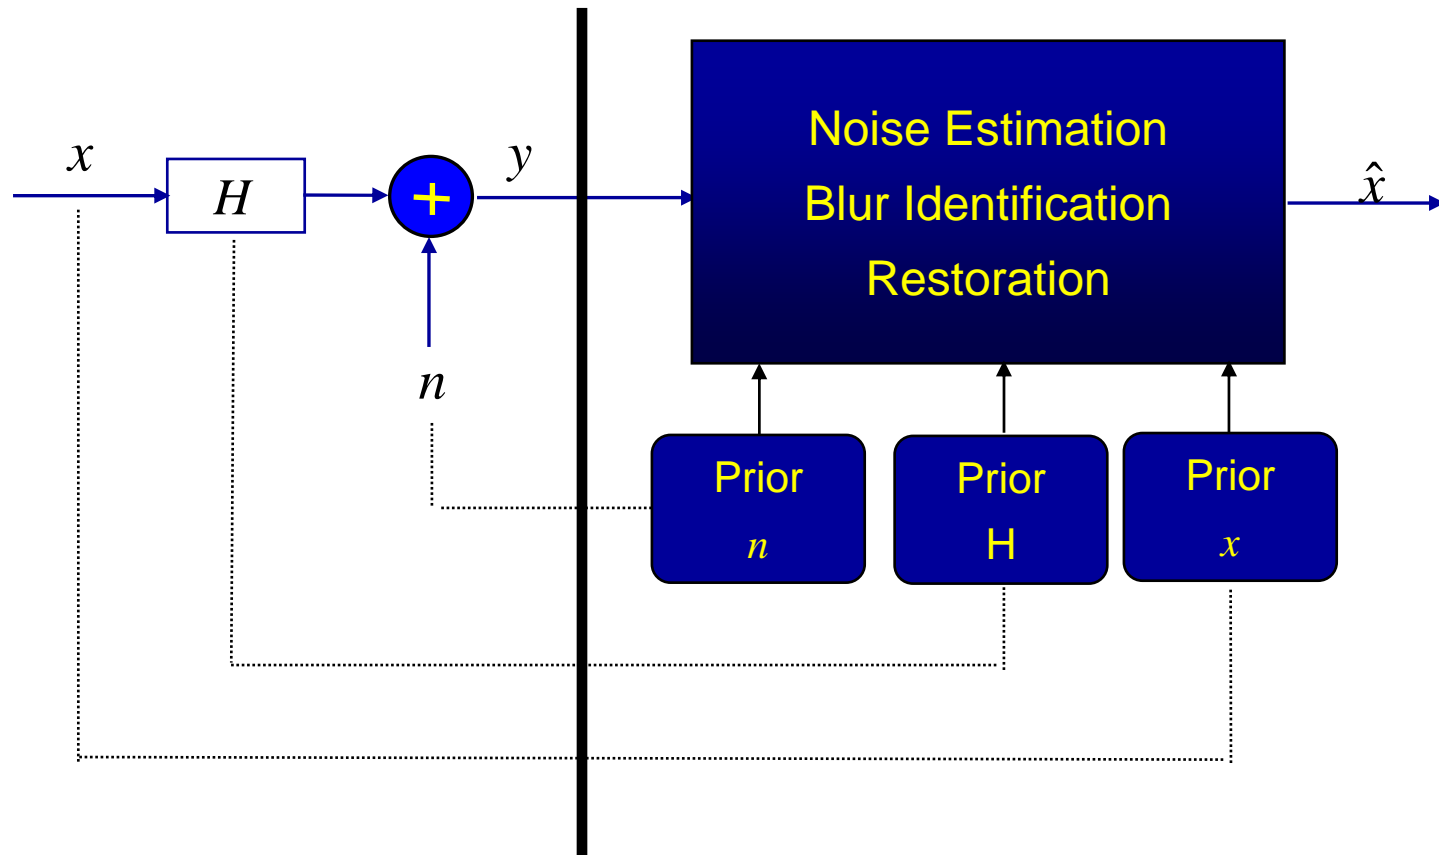 x
H
+
y
n
Noise Estimation
Blur Identification
Restoration
x̂
Prior
n
Prior
H
Prior
x